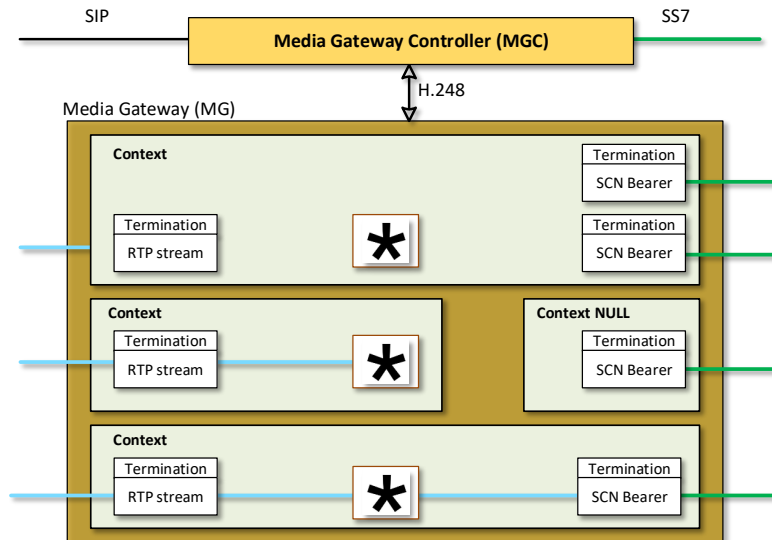 SIP
SS7
Media Gateway Controller (MGC)
H.248
Media Gateway (MG)
Context
Termination
SCN Bearer
Termination
RTP stream
*
Termination
SCN Bearer
Context
Termination
RTP stream
*
Context NULL
Termination
SCN Bearer
Context
Termination
RTP stream
*
Termination
SCN Bearer